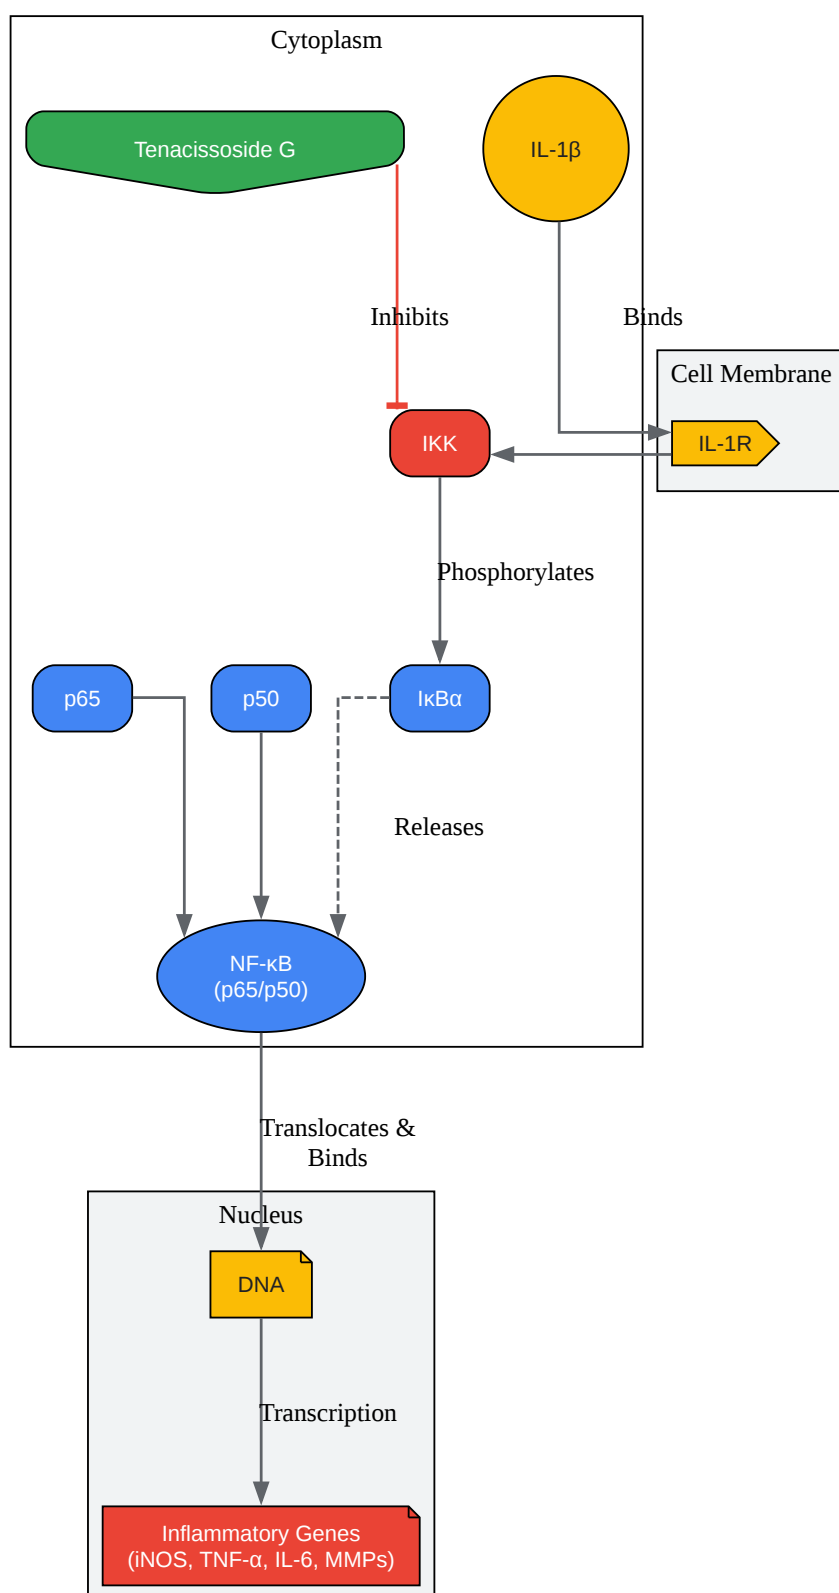 Cytoplasm
Tenacissoside G
IL-1β
Inhibits
Binds
Cell Membrane
IKK
IL-1R
Phosphorylates
p65
p50
IκBα
Releases
NF-κB
(p65/p50)
Translocates &
Binds
Nucleus
DNA
Transcription
Inflammatory Genes
(iNOS, TNF-α, IL-6, MMPs)